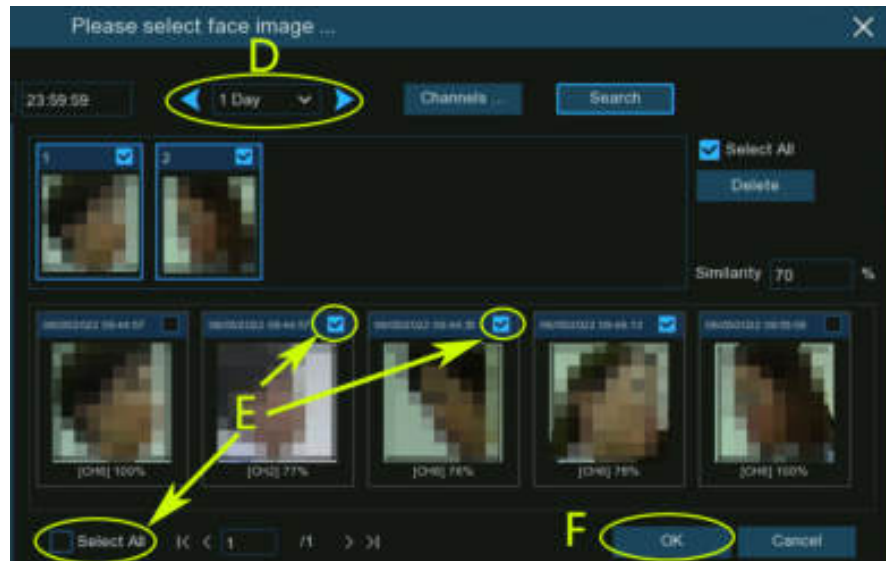 Please select face image ...
D
23:59:59 1 Day Channels ... Search
1 2 Select All
Delete
Similarity 70 %
E
[CH6] 100% [CH2] 77% [CH6] 76% [CH6] 76% [CH6] 100%
Select All 1 /1 F OK Cancel